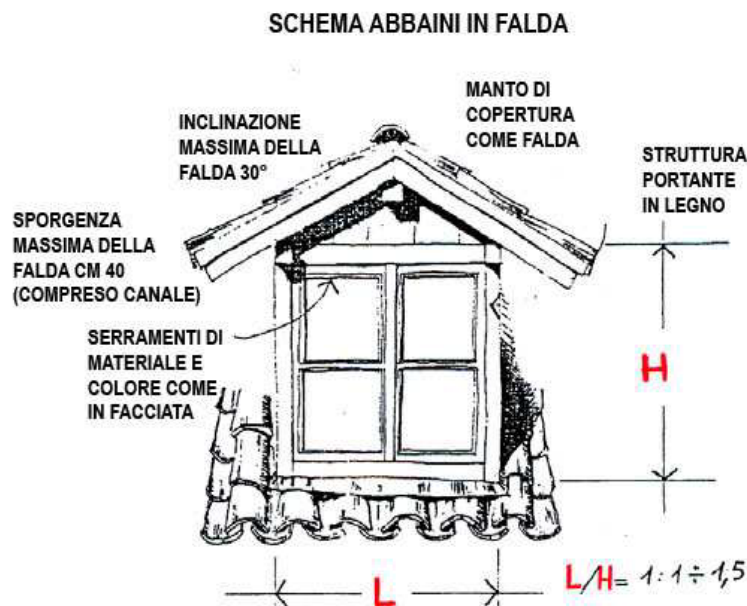 SCHEMA ABBAINI IN FALDA
MANTO DI
COPERTURA
COME FALDA
INCLINAZIONE
MASSIMA DELLA
FALDA 30°
STRUTTURA
PORTANTE
IN LEGNO
SPORGENZA
MASSIMA DELLA
FALDA CM 40
(COMPRESO CANALE)
SERRAMENTI DI
MATERIALE E
COLORE COME
IN FACCIATA
H
L
L/H= 1:1÷1,5